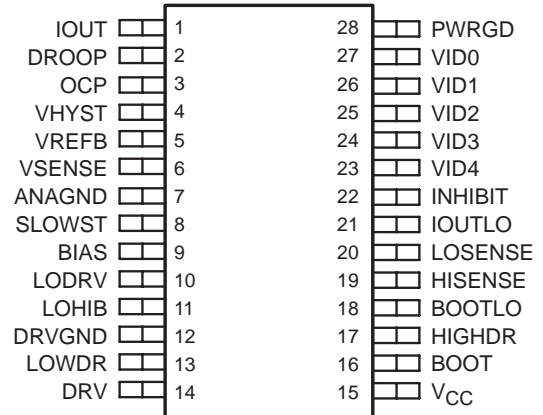 IOUT 1 28 PWRGD
DROOP 2 27 VID0
OCP 3 26 VID1
VHYST 4 25 VID2
VREFB 5 24 VID3
VSENSE 6 23 VID4
ANAGND 7 22 INHIBIT
SLOWST 8 21 IOUTLO
BIAS 9 20 LOSENSE
LODRV 10 19 HISENSE
LOHIB 11 18 BOOTLO
DRVGND 12 17 HIGHDR
LOWDR 13 16 BOOT
DRV 14 15 VCC